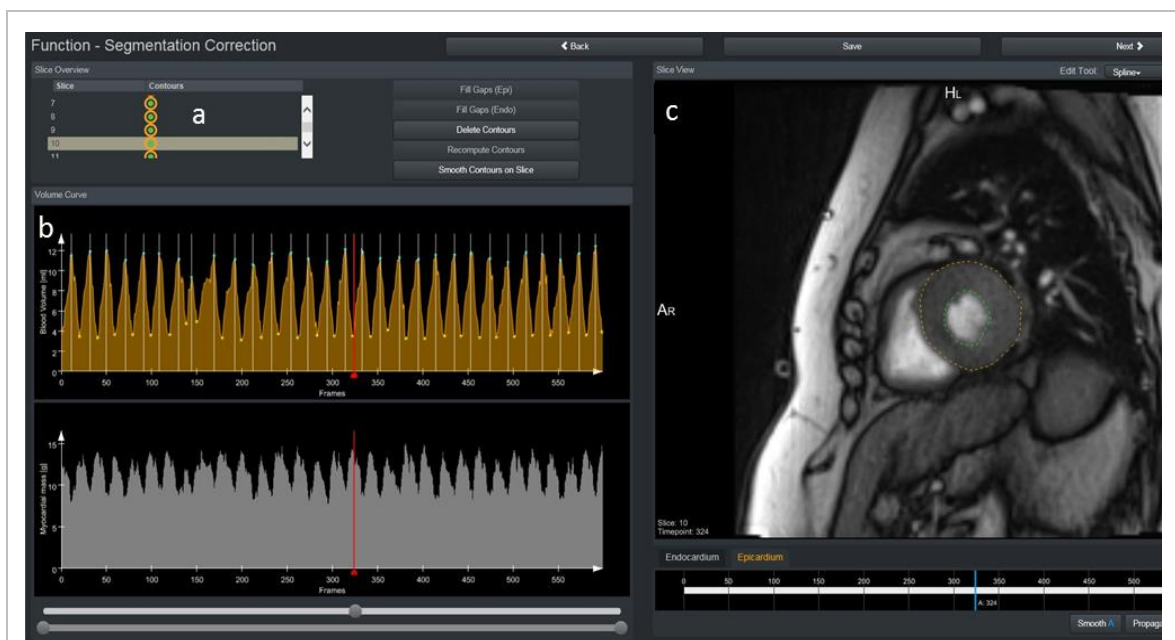 Function - Segmentation Correction
Back
Save
Next
Slice Overview
Slice Contours
7
8
9
10
11
a
Fill Gaps (Epi)
Fill Gaps (Endo)
Delete Contours
Recompute Contours
Smooth Contours on Slice
Volume Curve
b
Blood Volume [ml]
12
10
8
6
4
2
0
0 50 100 150 200 250 300 350 400 450 500 550
Frames
Myocardial mass [g]
15
10
5
0
0 50 100 150 200 250 300 350 400 450 500 550
Frames
Slice View
Edit Tool: Spline
c
HL
AR
Slice: 10
Timepoint: 324
Endocardium Epicardium
0 50 100 150 200 250 300 350 400 450 500
A: 324
Smooth A
Propaga